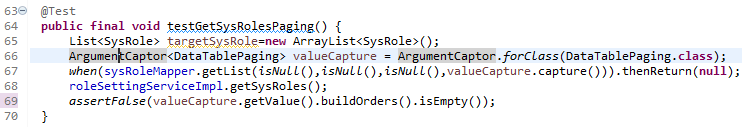 63 @Test
64 public final void testGetSysRolesPaging() {
65 List<SysRole> targetSysRole=new ArrayList<SysRole>();
66 ArgumentCaptor<DataTablePaging> valueCapture = ArgumentCaptor.forClass(DataTablePaging.class);
67 when(sysRoleMapper.getList(isNull(),isNull(),isNull(),valueCapture.capture())).thenReturn(null);
68 roleSettingServiceImpl.getSysRoles();
69 assertFalse(valueCapture.getValue().buildOrders().isEmpty());
70 }